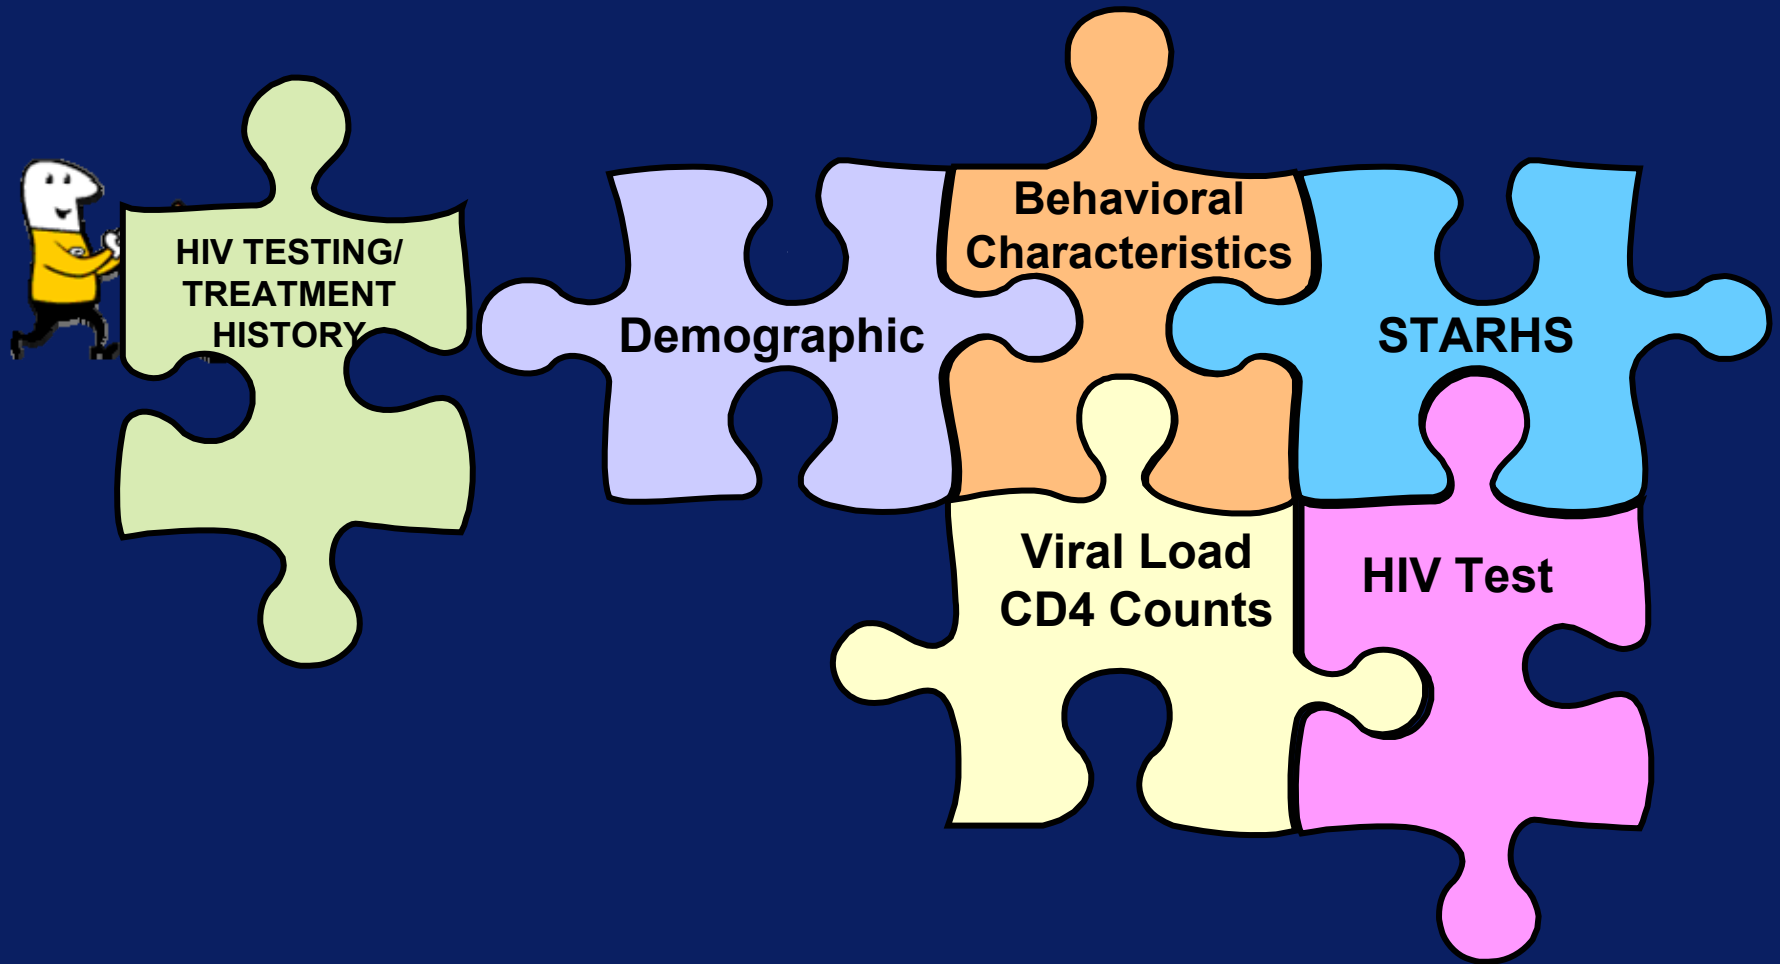 HIV TESTING/
TREATMENT
HISTORY
Demographic
Behavioral
Characteristics
STARHS
Viral Load
CD4 Counts
HIV Test